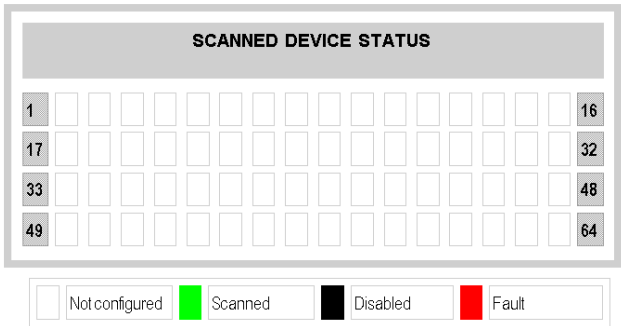 SCANNED DEVICE STATUS
1 16
17 32
33 48
49 64
Not configured Scanned Disabled Fault